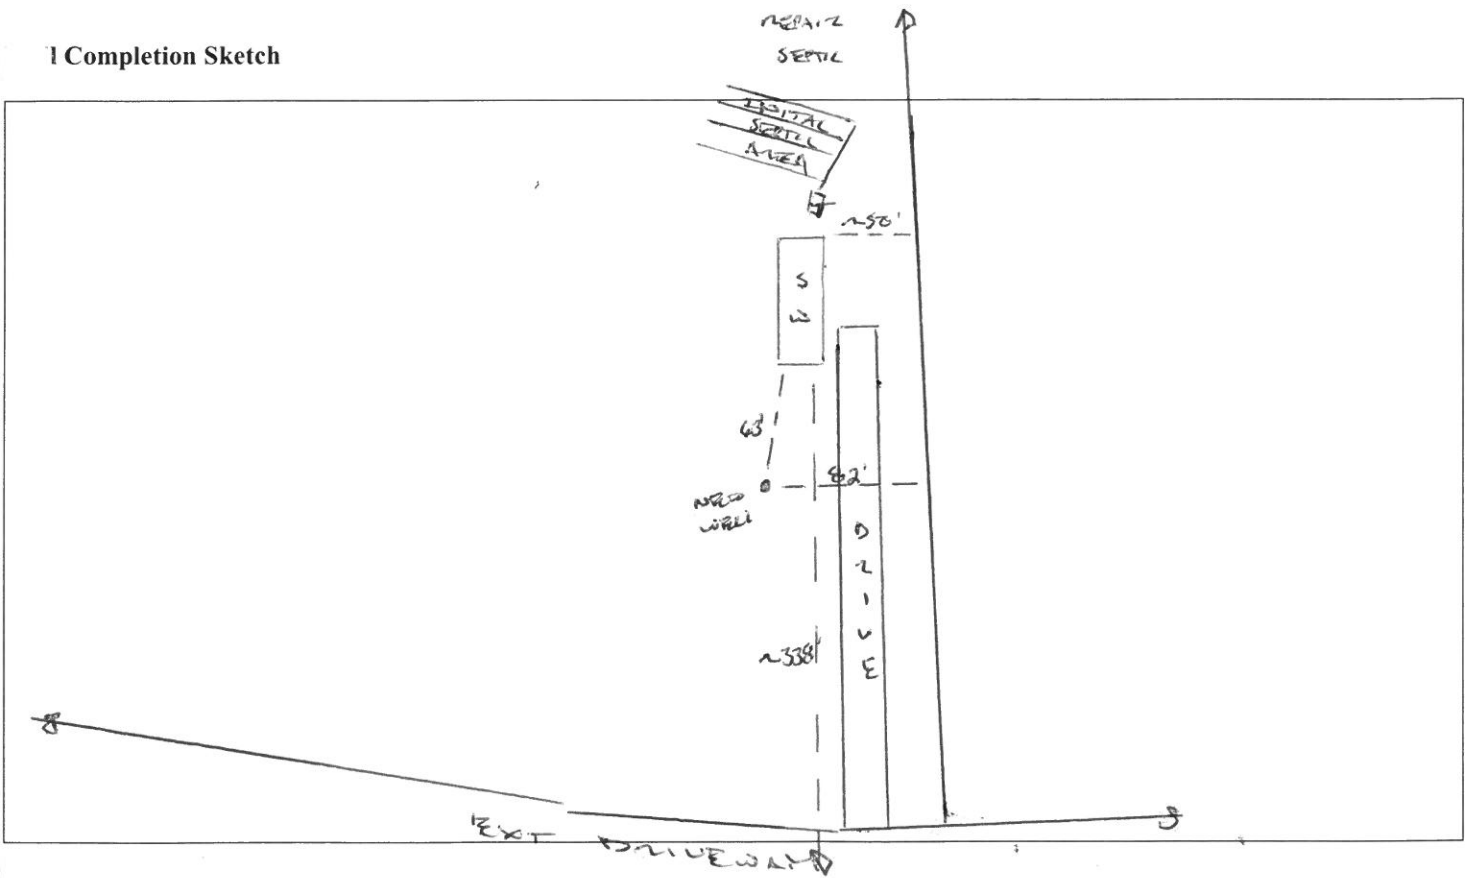 REPAIR
SEPTIC
l Completion Sketch
INITIAL
SEPTIC
AREA
~50'
S
W
63'
82'
NEW
WELL
D
R
I
V
E
~338'
EXT
DRIVEWAY